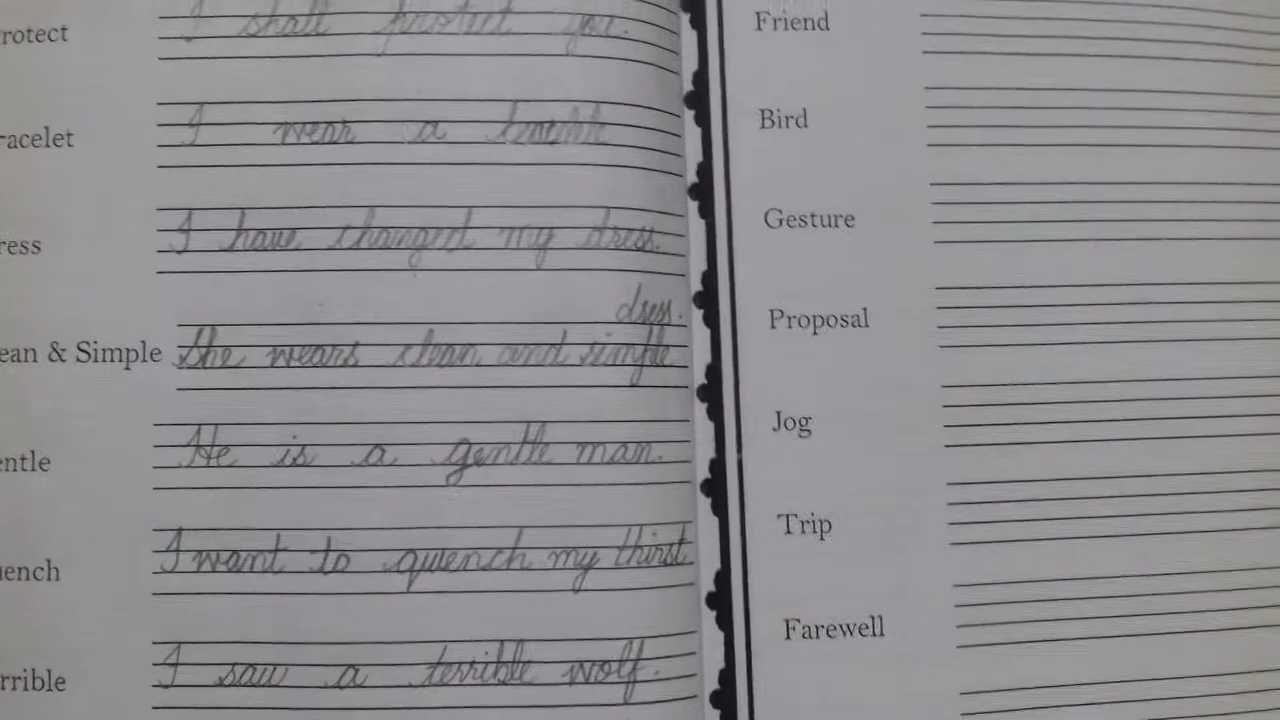 rotect I shall protect you.
racelet I wear a
ress I have changed my dress.
dress.
ean & Simple She wears clean and simple
entle He is a gentle man.
uench I want to quench my thirst
rrible I saw a terrible wolf.
Friend
Bird
Gesture
Proposal
Jog
Trip
Farewell